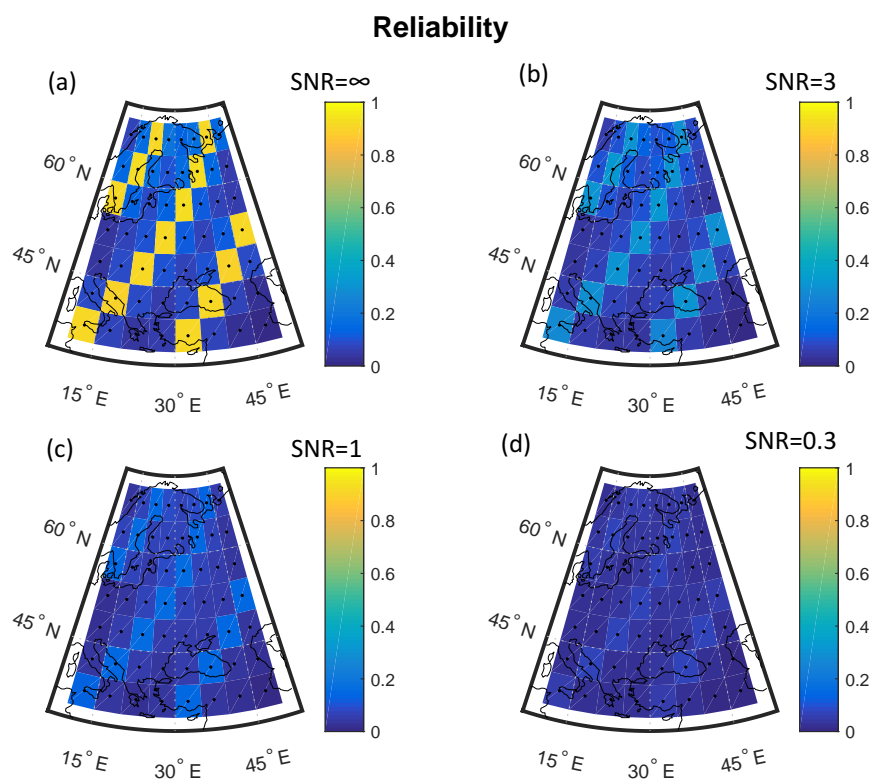 Reliability
(a)
SNR=∞
60° N
45° N
15° E
30° E
45° E
1
0.8
0.6
0.4
0.2
0
(b)
SNR=3
60° N
45° N
15° E
30° E
45° E
1
0.8
0.6
0.4
0.2
0
(c)
SNR=1
60° N
45° N
15° E
30° E
45° E
1
0.8
0.6
0.4
0.2
0
(d)
SNR=0.3
60° N
45° N
15° E
30° E
45° E
1
0.8
0.6
0.4
0.2
0